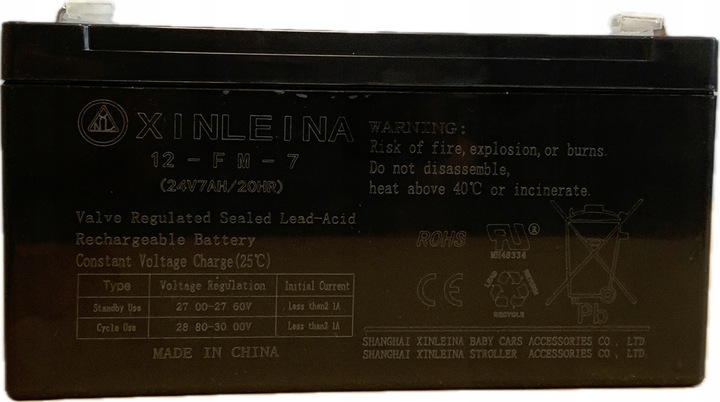 XINLEINA
12-FM-7
(24V7AH/20HR)
Valve Regulated Sealed Lead-Acid
Rechargeable Battery
Constant Voltage Charge(25℃)
Type Voltage Regulation Initial Current
Standby Use 27 00-27 60V Less than2 1A
Cycle Use 28 80-30 00V Less than2 1A
MADE IN CHINA
WARNING:
Risk of fire, explosion, or burns.
Do not disassemble,
heat above 40℃ or incinerate.
ROHS
MH48334
CE
RECYCLE
Pb
SHANGHAI XINLEINA BABY CARS ACCESSORIES CO , LTD
SHANGHAI XINLEINA STROLLER ACCESSORIES CO , LTD